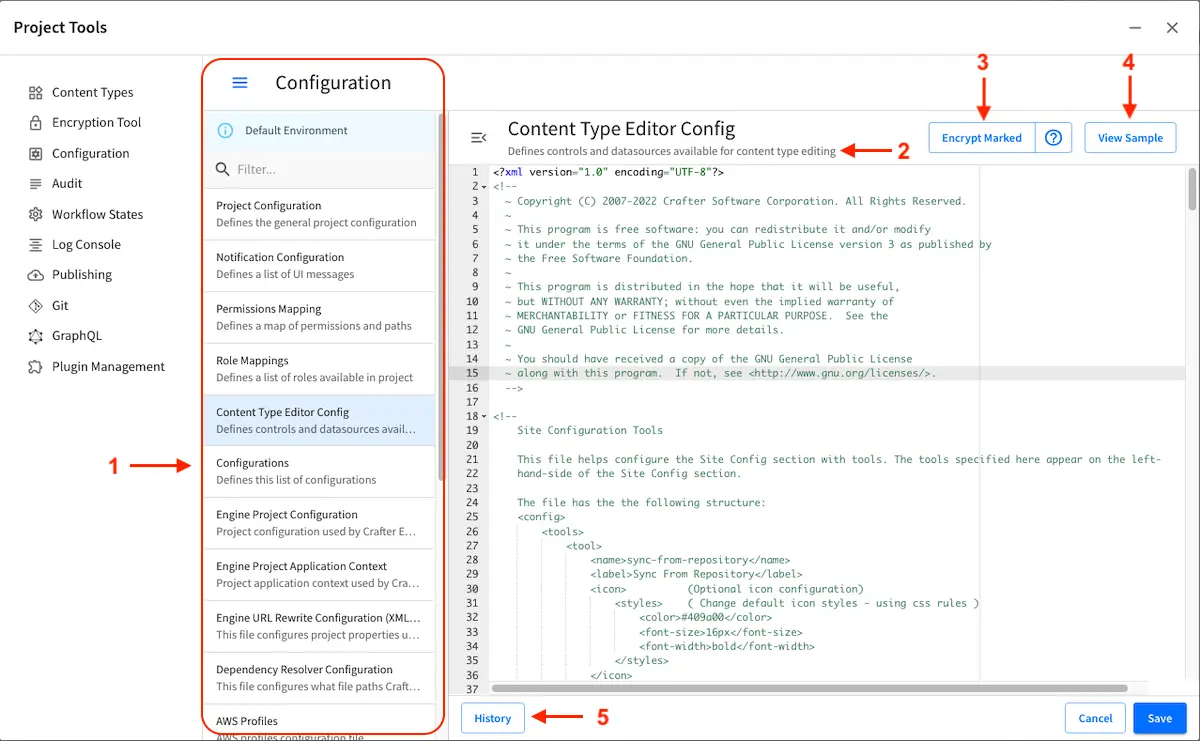 Project Tools
Content Types
Encryption Tool
Configuration
Audit
Workflow States
Log Console
Publishing
Git
GraphQL
Plugin Management
1
Configuration
Default Environment
Filter...
Project Configuration
Defines the general project configuration
Notification Configuration
Defines a list of UI messages
Permissions Mapping
Defines a map of permissions and paths
Role Mappings
Defines a list of roles available in project
Content Type Editor Config
Defines controls and datasources avail...
Configurations
Defines this list of configurations
Engine Project Configuration
Project configuration used by Crafter E...
Engine Project Application Context
Project application context used by Cra...
Engine URL Rewrite Configuration (XML...
This file configures project properties u...
Dependency Resolver Configuration
This file configures what file paths Craft...
AWS Profiles
AWS profiles configuration file
3
4
Content Type Editor Config
Defines controls and datasources available for content type editing
2
Encrypt Marked
View Sample
1 <?xml version="1.0" encoding="UTF-8"?>
2 <!--
3 ~ Copyright (C) 2007-2022 Crafter Software Corporation. All Rights Reserved.
4 ~
5 ~ This program is free software: you can redistribute it and/or modify
6 ~ it under the terms of the GNU General Public License version 3 as published by
7 ~ the Free Software Foundation.
8 ~
9 ~ This program is distributed in the hope that it will be useful,
10 ~ but WITHOUT ANY WARRANTY; without even the implied warranty of
11 ~ MERCHANTABILITY or FITNESS FOR A PARTICULAR PURPOSE.  See the
12 ~ GNU General Public License for more details.
13 ~
14 ~ You should have received a copy of the GNU General Public License
15 ~ along with this program.  If not, see <http://www.gnu.org/licenses/>.
16 -->
17
18 <!--
19 Site Configuration Tools
20
21 This file helps configure the Site Config section with tools. The tools specified here appear on the left-
22 hand-side of the Site Config section.
23
24 The file has the the following structure:
25 <config>
26 <tools>
27 <tool>
28 <name>sync-from-repository</name>
29 <label>Sync From Repository</label>
30 <icon> (Optional icon configuration)
31 <styles> ( Change default icon styles - using css rules )
32 <color>#409a00</color>
33 <font-size>16px</font-size>
34 <font-width>bold</font-width>
35 </styles>
36 </icon>
37
History
5
Cancel
Save